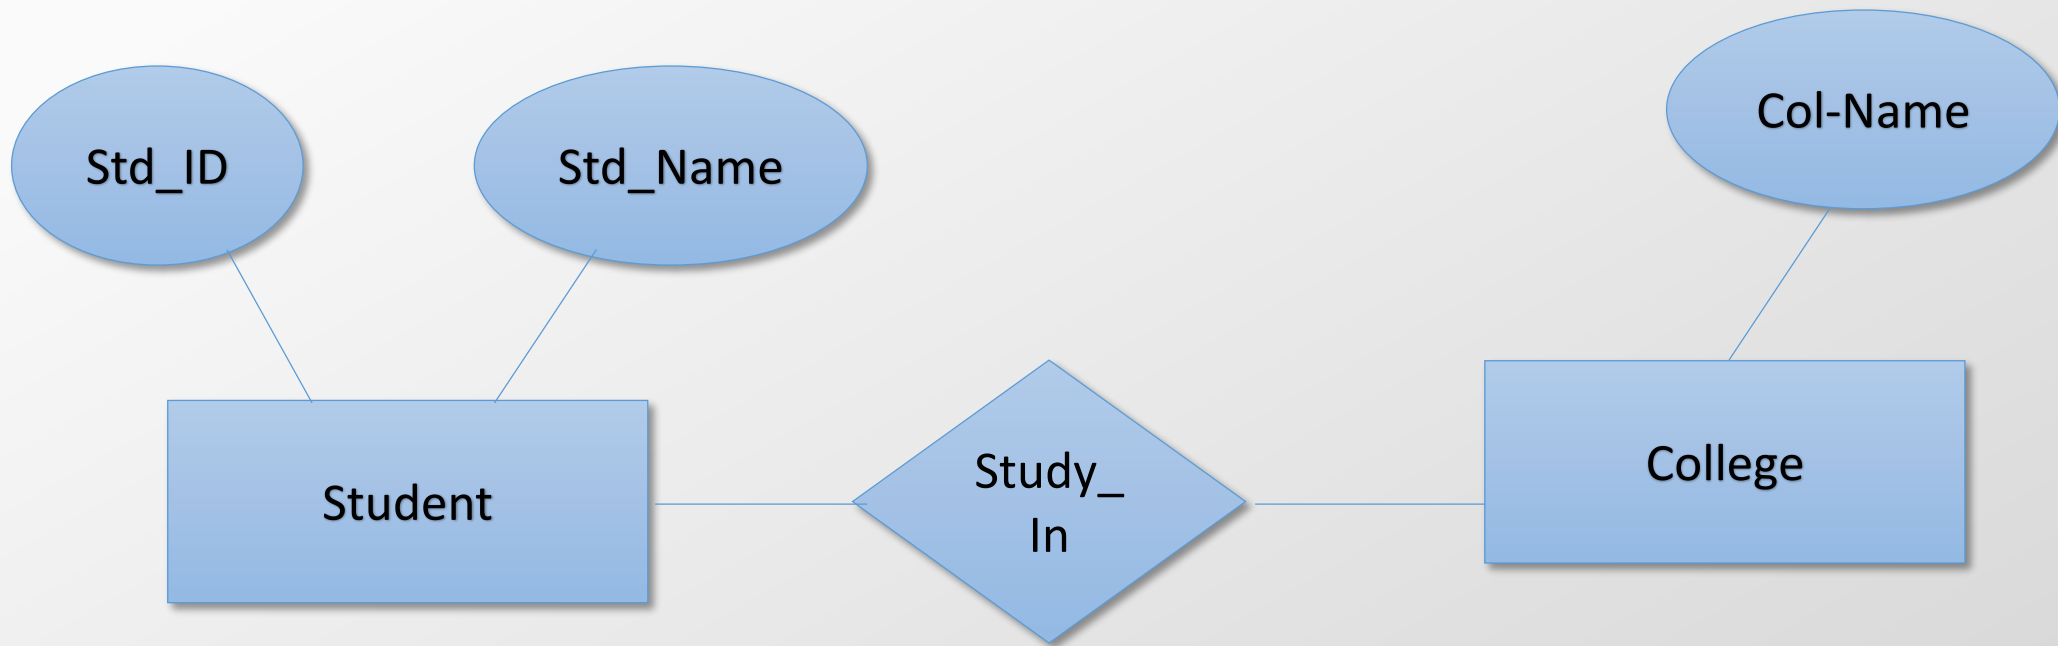 Col-Name
Std_ID
Std_Name
Student
Study_
In
College